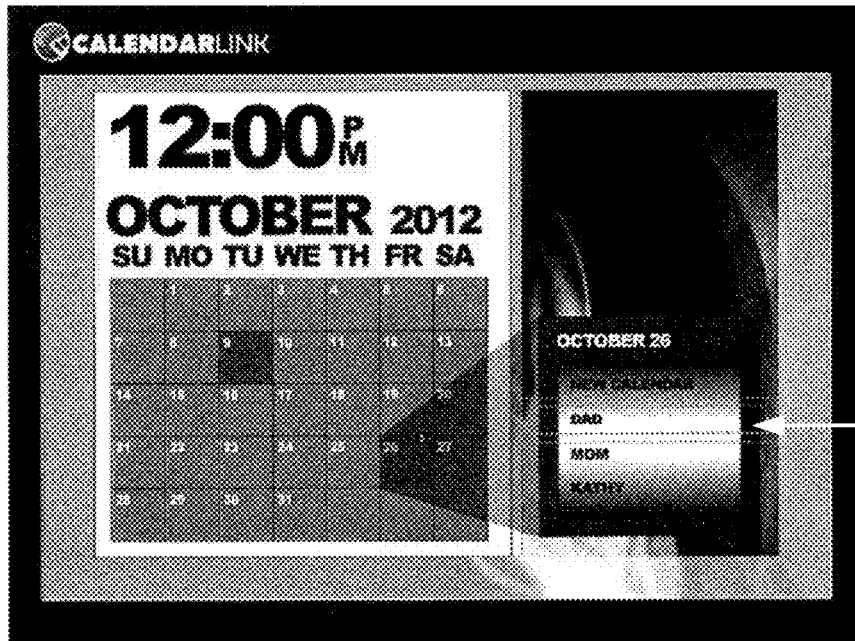 CALENDARLINK
12:00 PM
OCTOBER 2012
SU MO TU WE TH FR SA
1 2 3 4 5 6
7 8 9 10 11 12 13
14 15 16 17 18 19 20
21 22 23 24 25 26 27
28 29 30 31
OCTOBER 26
NEW CALENDAR
DAD
MOM
KATHY